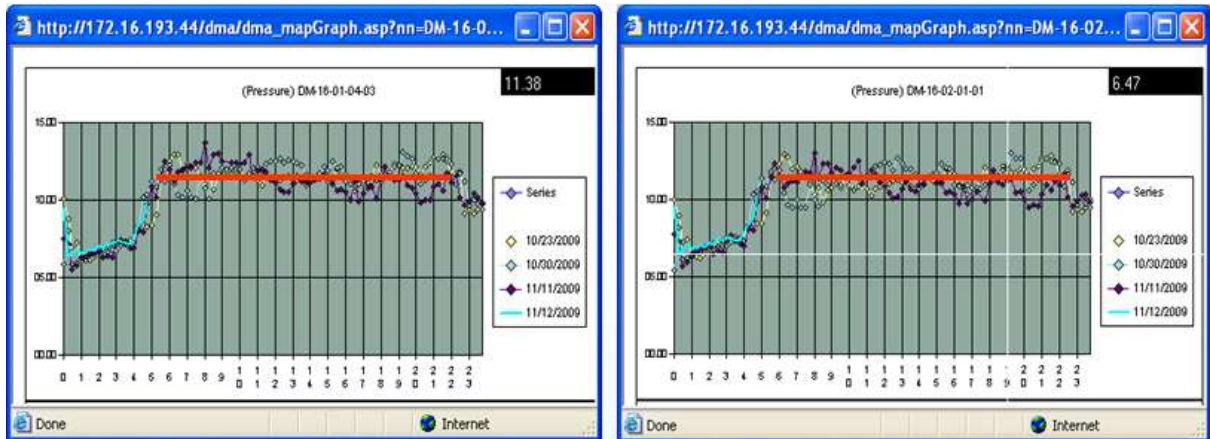 http://172.16.193.44/dma/dma_mapGraph.asp?nn=DM-16-0...
11.38
(Pressure) DM-16-01-04-03
15.00
10.00
05.00
00.00
0 1 2 3 4 5 6 7 8 9 10 11 12 13 14 15 16 17 18 19 20 21 22 23
Series
10/23/2009
10/30/2009
11/11/2009
11/12/2009
Done
Internet
http://172.16.193.44/dma/dma_mapGraph.asp?nn=DM-16-02...
6.47
(Pressure) DM-16-02-01-01
15.00
10.00
05.00
00.00
0 1 2 3 4 5 6 7 8 9 10 11 12 13 14 15 16 17 18 19 20 21 22 23
Series
10/23/2009
10/30/2009
11/11/2009
11/12/2009
Done
Internet